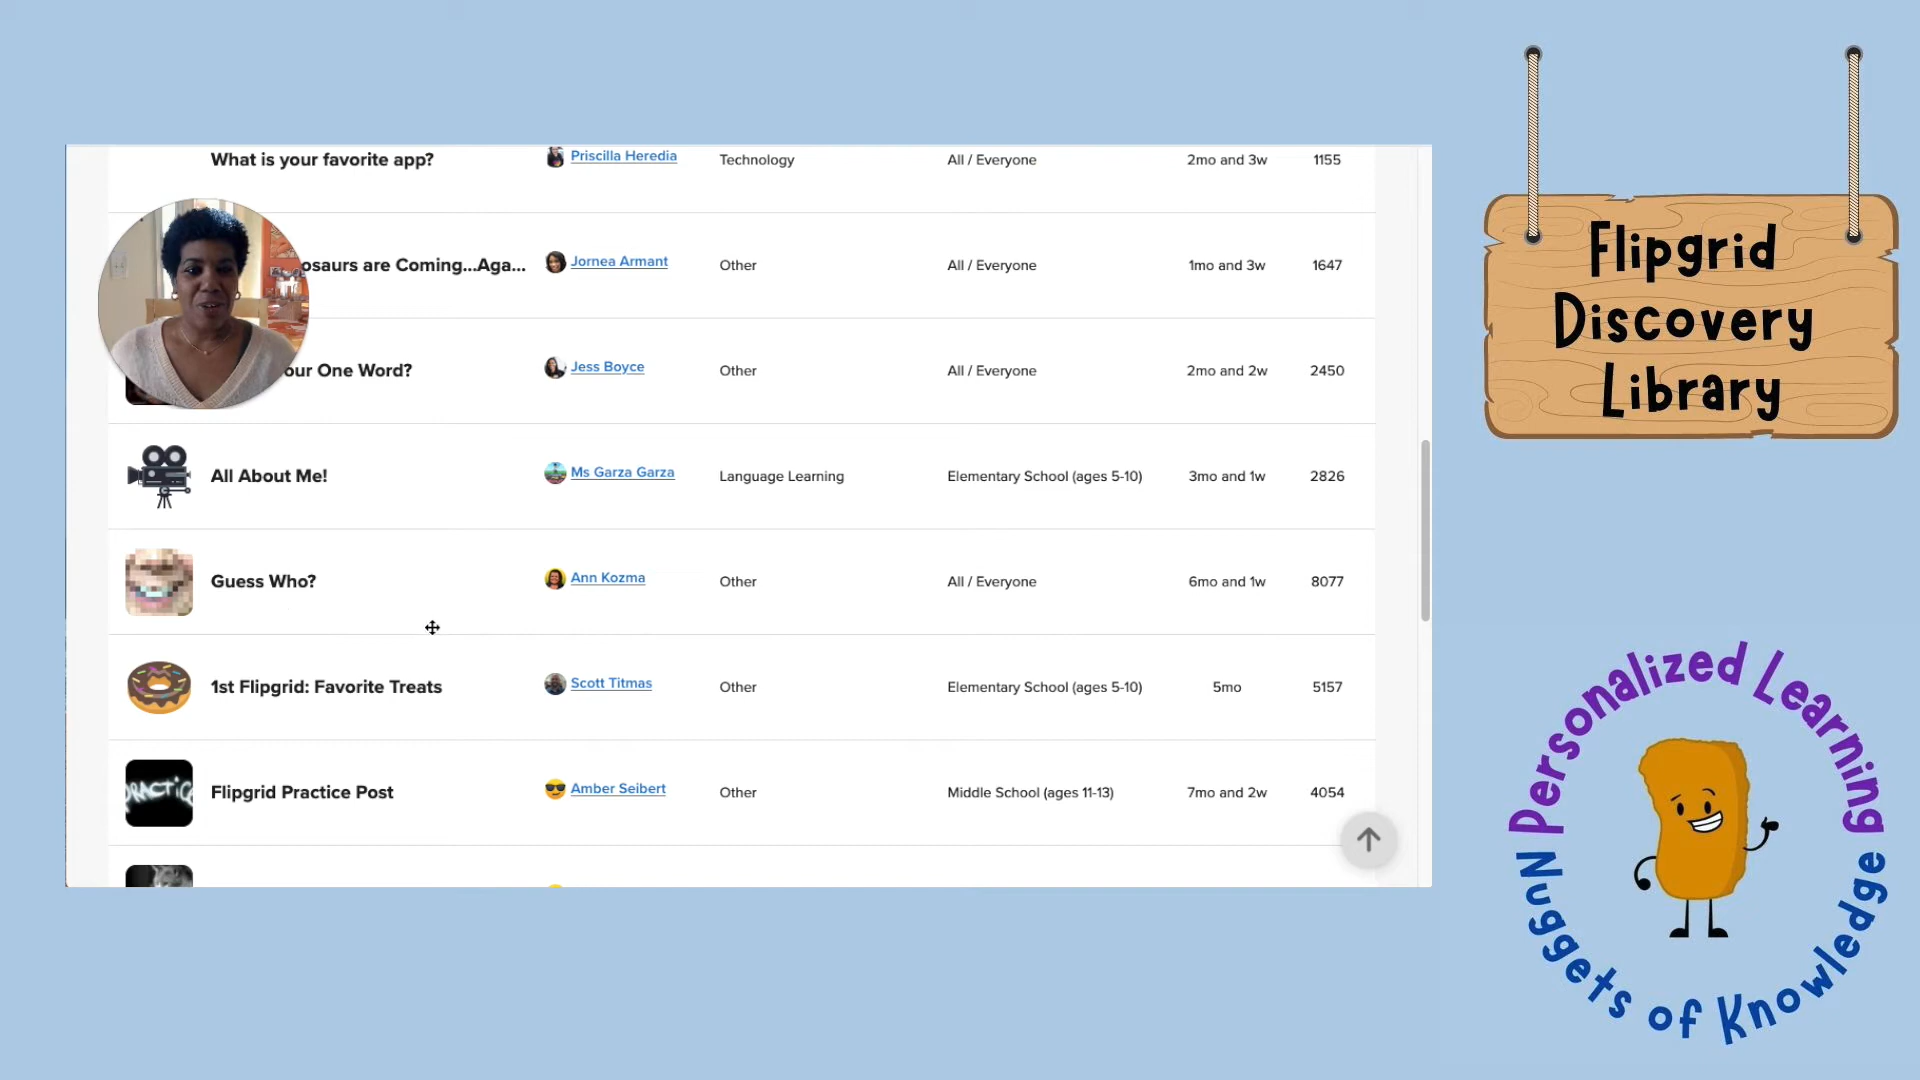 What is your favorite app? Priscilla Heredia Technology All / Everyone 2mo and 3w 1155
osaurs are Coming...Aga... Jornea Armant Other All / Everyone 1mo and 3w 1647
our One Word? Jess Boyce Other All / Everyone 2mo and 2w 2450
All About Me! Ms Garza Garza Language Learning Elementary School (ages 5-10) 3mo and 1w 2826
Guess Who? Ann Kozma Other All / Everyone 6mo and 1w 8077
1st Flipgrid: Favorite Treats Scott Titmas Other Elementary School (ages 5-10) 5mo 5157
PRACTIC
Flipgrid Practice Post Amber Seibert Other Middle School (ages 11-13) 7mo and 2w 4054
Flipgrid
Discovery
Library
Personalized Learning
Nuggets of Knowledge